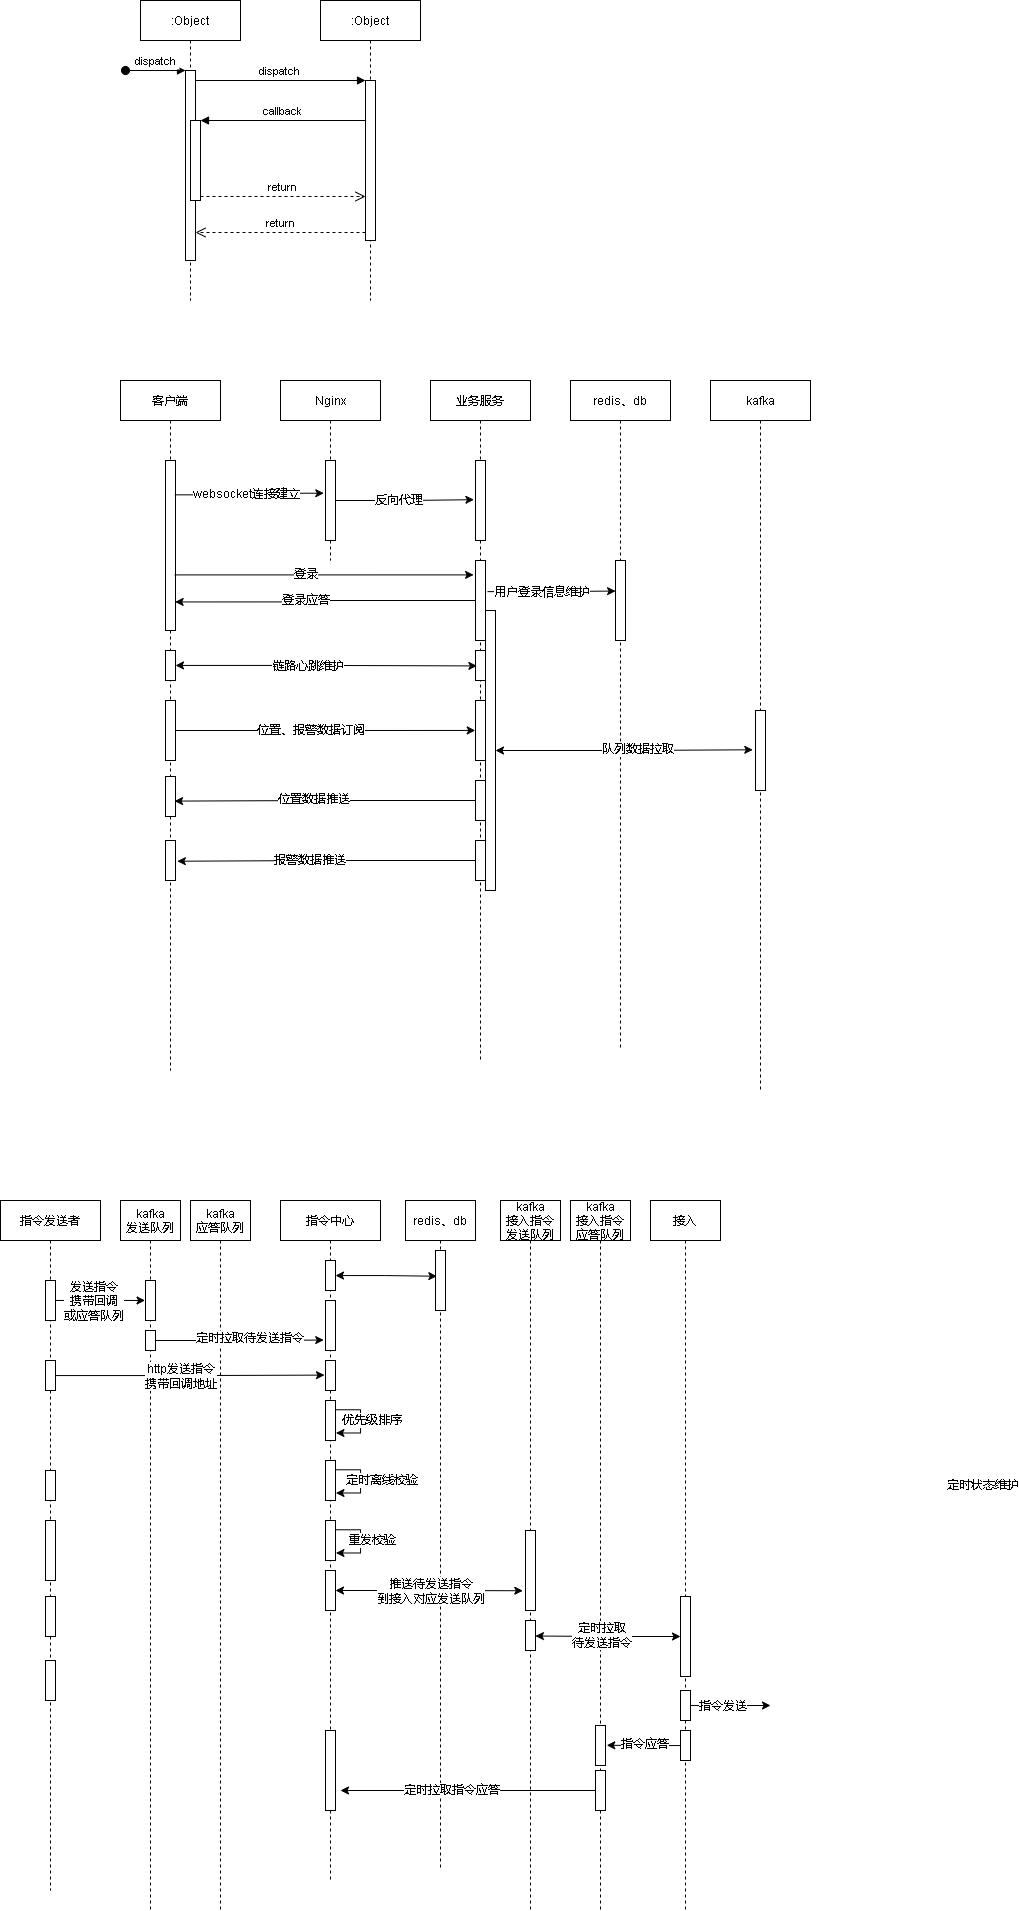 :Object
:Object
dispatch
dispatch
callback
return
return
客户端
Nginx
业务服务
redis、db
kafka
websocket连接建立
反向代理
登录
用户登录信息维护
登录应答
链路心跳维护
位置、报警数据订阅
队列数据拉取
位置数据推送
报警数据推送
指令发送者
kafka
发送队列
kafka
应答队列
指令中心
redis、db
kafka
接入指令
发送队列
kafka
接入指令
应答队列
接入
发送指令
携带回调
或应答队列
定时拉取待发送指令
http发送指令
携带回调地址
优先级排序
定时离线校验
定时状态维护
重发校验
推送待发送指令
到接入对应发送队列
定时拉取
待发送指令
指令发送
指令应答
定时拉取指令应答